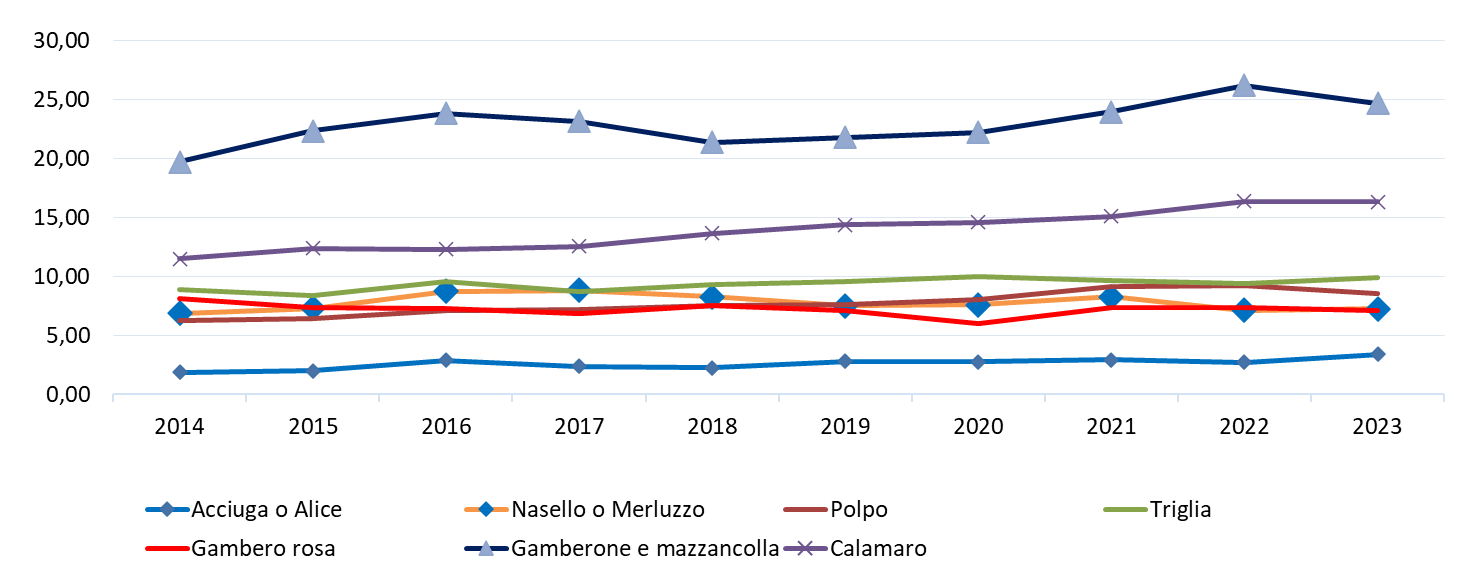 30,00
25,00
20,00
15,00
10,00
5,00
0,00
2014 2015 2016 2017 2018 2019 2020 2021 2022 2023
Acciuga o Alice Nasello o Merluzzo Polpo Triglia
Gambero rosa Gamberone e mazzancolla Calamaro